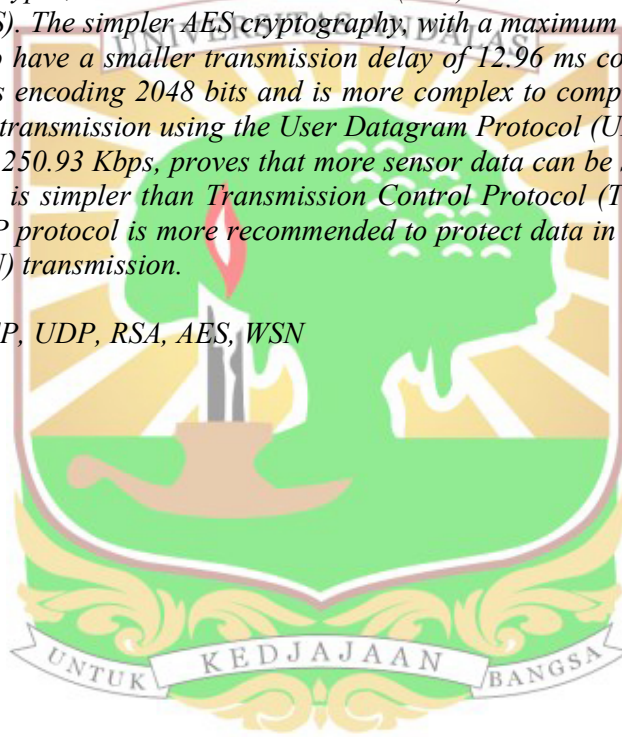 S). The simpler AES cryptography, with a maximum
UNIVERSITAS ANDALAS
have a smaller transmission delay of 12.96 ms co
s encoding 2048 bits and is more complex to comp
transmission using the User Datagram Protocol (U
250.93 Kbps, proves that more sensor data can be
is simpler than Transmission Control Protocol (T
P protocol is more recommended to protect data in
N) transmission.
P, UDP, RSA, AES, WSN
UNTUK KEDJAJAAN BANGSA